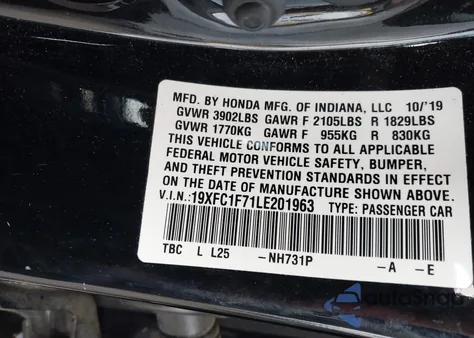 MFD. BY HONDA MFG. OF INDIANA, LLC 10/'19
GVWR 3902LBS GAWR F 2105LBS R 1829LBS
GVWR 1770KG GAWR F 955KG R 830KG
THIS VEHICLE CONFORMS TO ALL APPLICABLE
FEDERAL MOTOR VEHICLE SAFETY, BUMPER,
AND THEFT PREVENTION STANDARDS IN EFFECT
ON THE DATE OF MANUFACTURE SHOWN ABOVE.
V.I.N.: 19XFC1F71LE201963 TYPE: PASSENGER CAR
TBC L L25 -NH731P -A -E
autoSnap